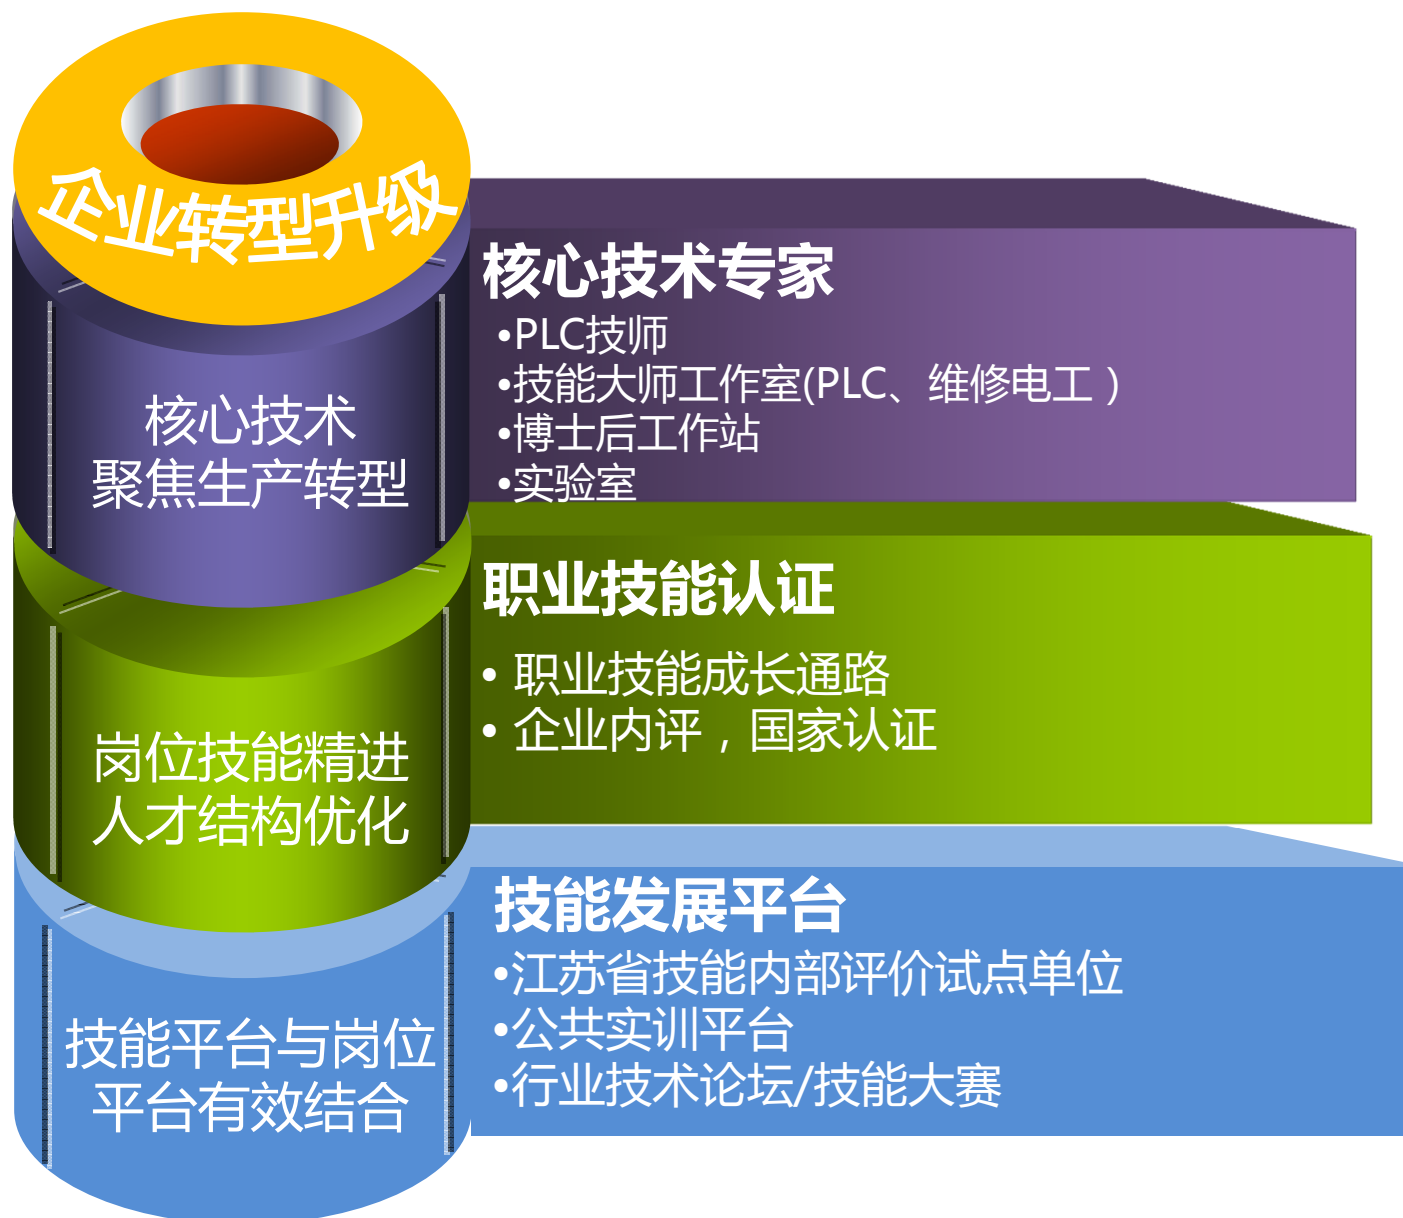 企业转型升级
核心技术
聚焦生产转型
核心技术专家
•PLC技师
•技能大师工作室(PLC、维修电工）
•博士后工作站
•实验室
岗位技能精进
人才结构优化
职业技能认证
• 职业技能成长通路
• 企业内评，国家认证
技能平台与岗位
平台有效结合
技能发展平台
•江苏省技能内部评价试点单位
•公共实训平台
•行业技术论坛/技能大赛